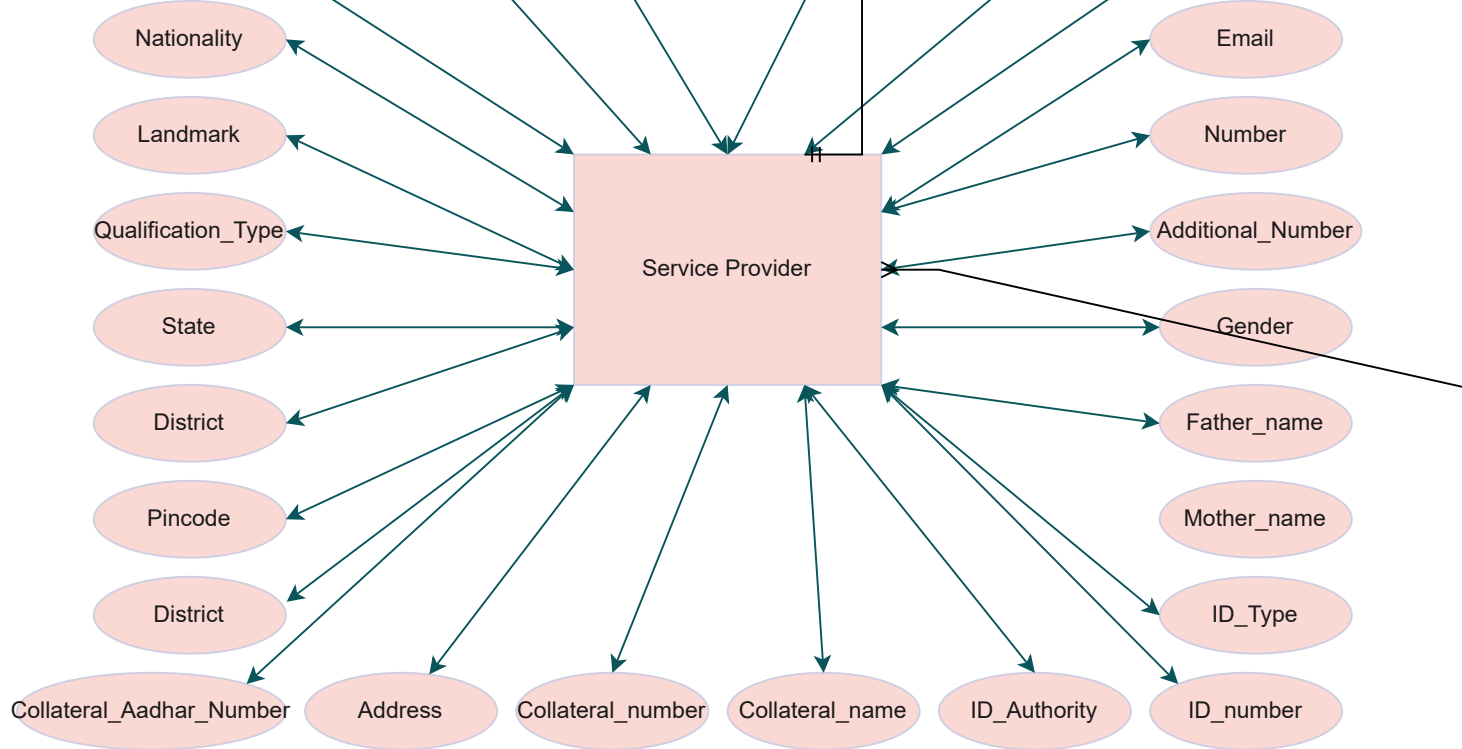 Nationality
Email
Landmark
Number
Qualification_Type
Additional_Number
Service Provider
State
Gender
District
Father_name
Pincode
Mother_name
District
ID_Type
Collateral_Aadhar_Number
Address
Collateral_number
Collateral_name
ID_Authority
ID_number